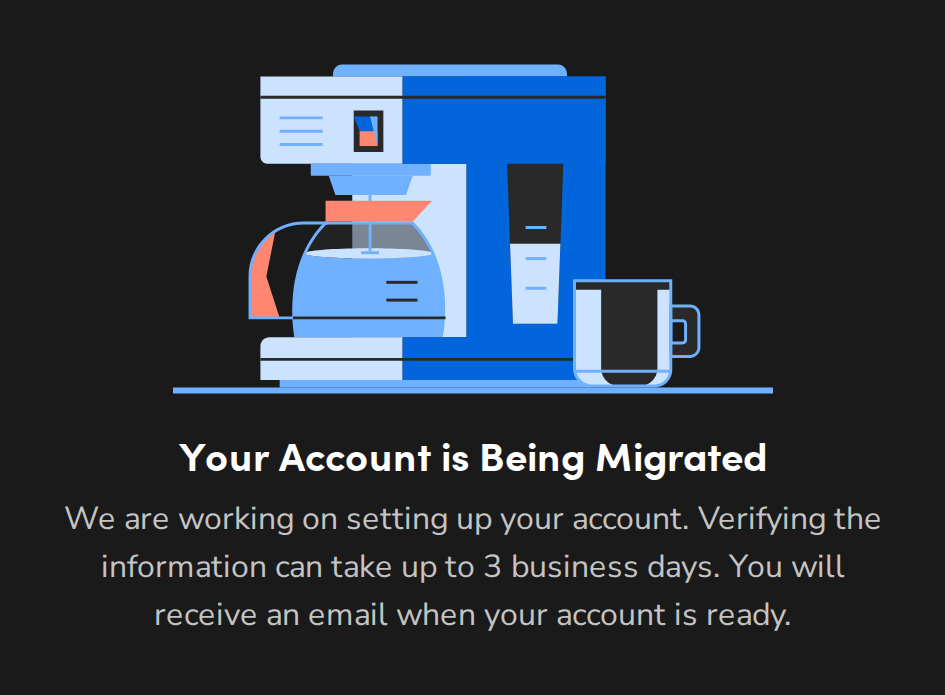 Your Account is Being Migrated
We are working on setting up your account. Verifying the
information can take up to 3 business days. You will
receive an email when your account is ready.